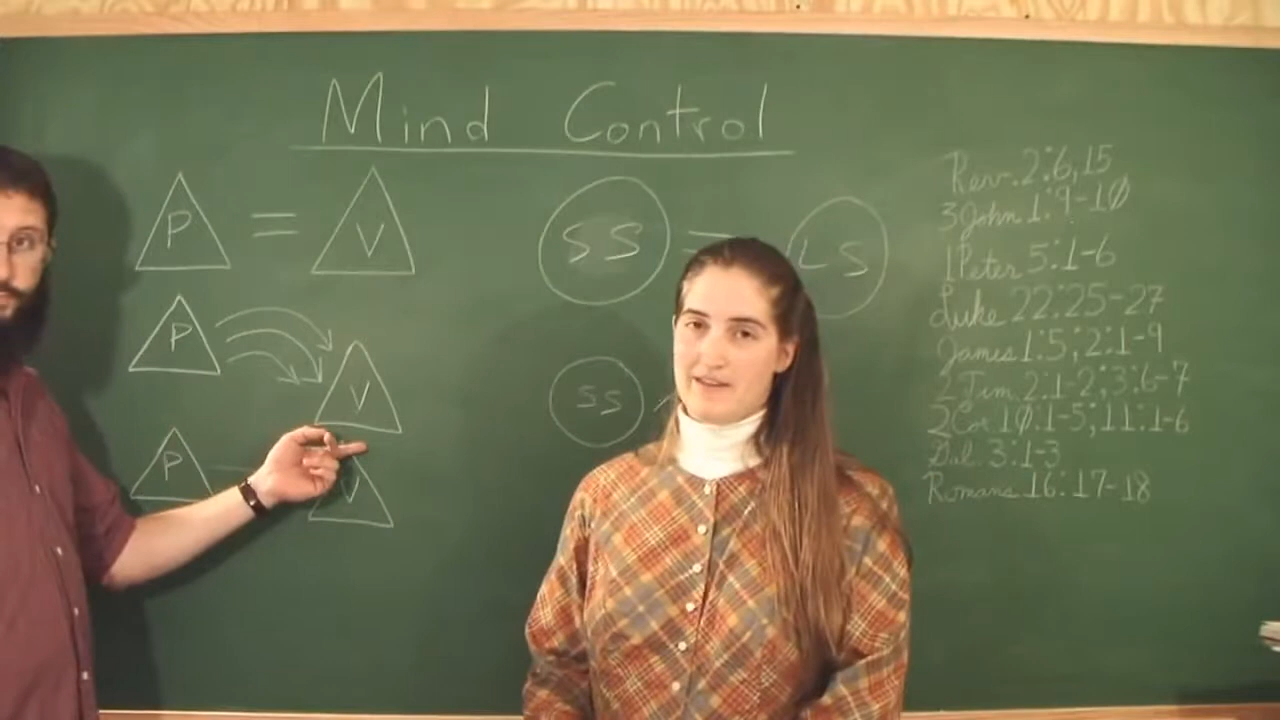 Mind Control
P = V
SS = LS
P V
SS
P V
Rev. 2:6,15
3John 1:9-10
1Peter 5:1-6
Luke 22:25-27
James 1:5; 2:1-9
2Tim. 2:1-2; 3:6-7
2Cor. 10:1-5; 11:1-6
Gal. 3:1-3
Romans 16:17-18